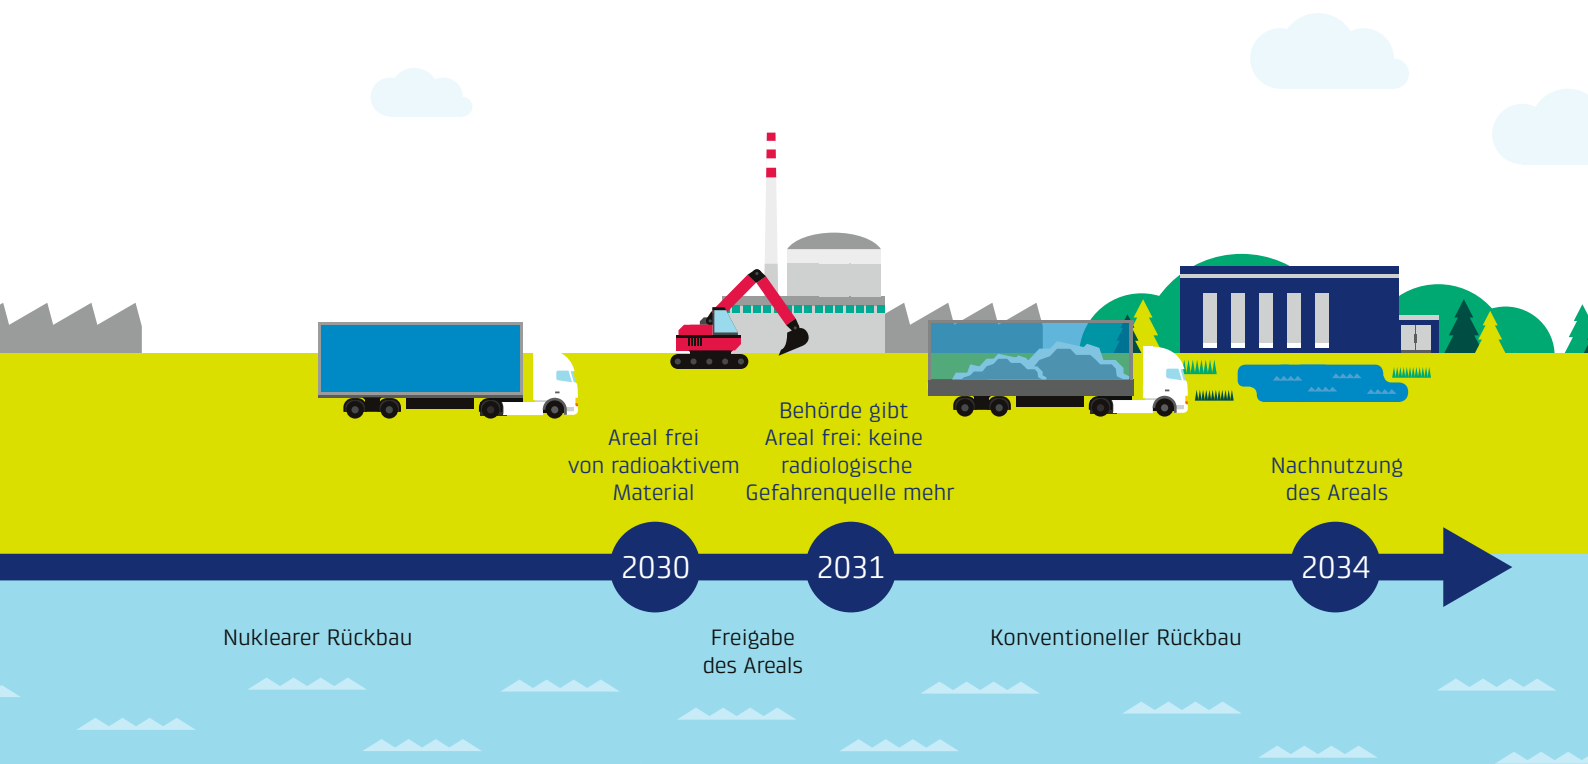 Areal frei
von radioaktivem
Material
Behörde gibt
Areal frei: keine
radiologische
Gefahrenquelle mehr
Nachnutzung
des Areals
2030
2031
2034
Nuklearer Rückbau
Freigabe
des Areals
Konventioneller Rückbau